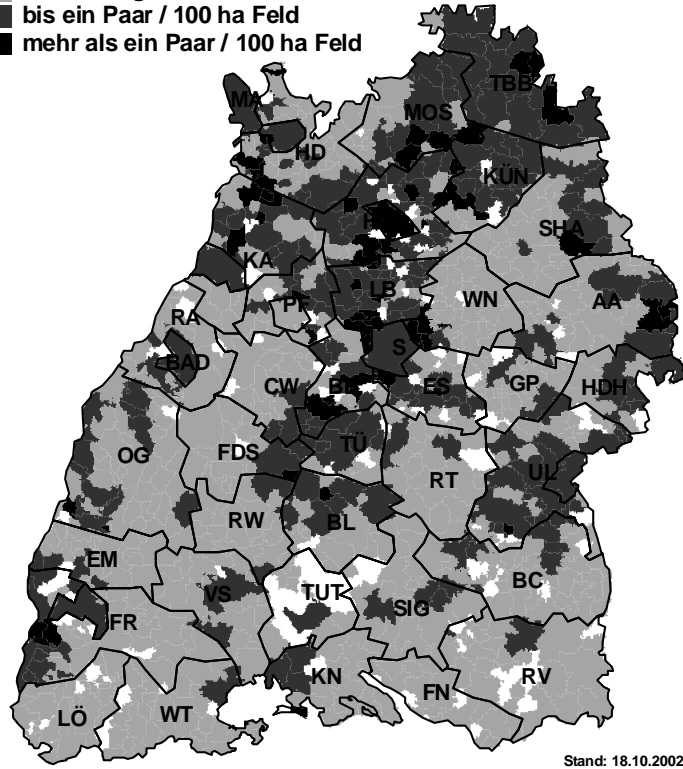 bis ein Paar / 100 ha Feld
mehr als ein Paar / 100 ha Feld
MA
TBB
MOS
HD
KÜN
SHA
KA
LB
WN
AA
PF
RA
S
BAD
CW
ES
GP
HDH
OG
FDS
TÜ
RT
UL
RW
BL
EM
BC
VS
TUT
SIG
FR
KN
FN
RV
LÖ
WT
Stand: 18.10.2002